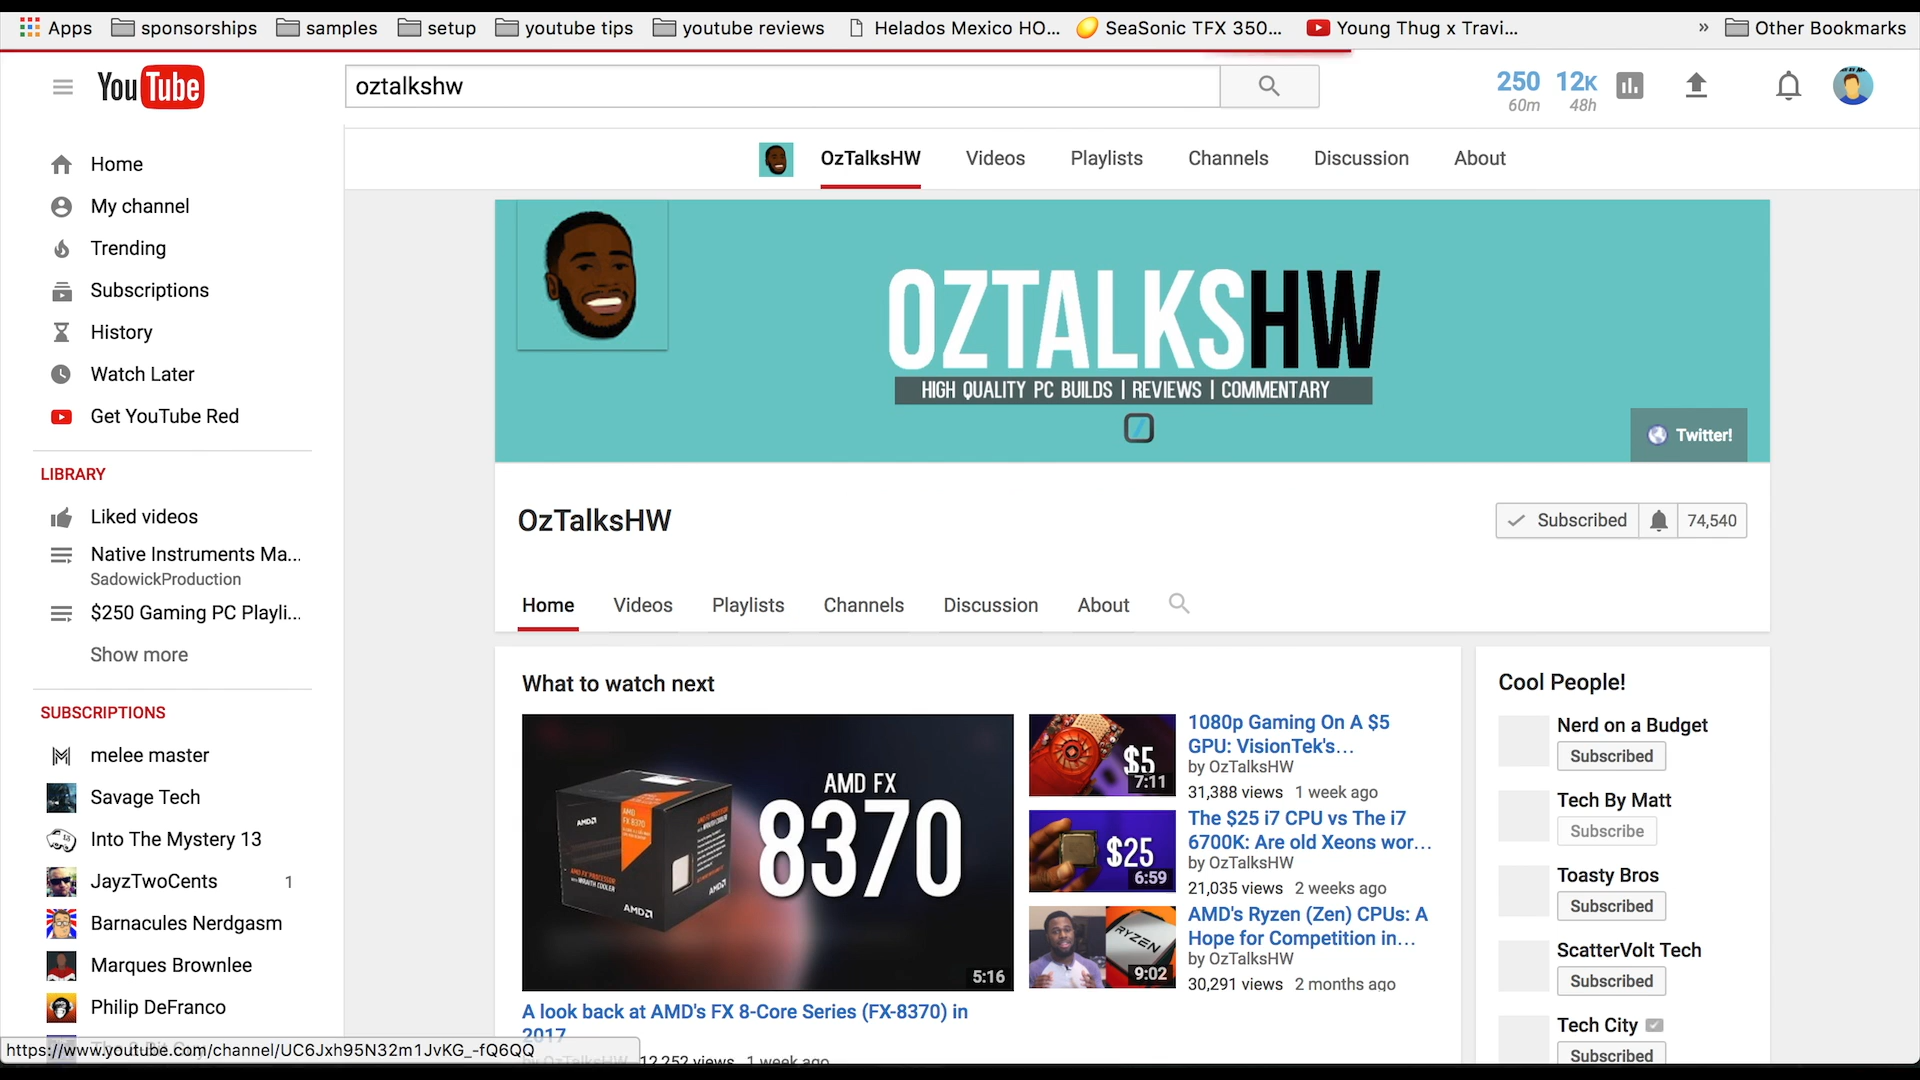 Apps sponsorships samples setup youtube tips youtube reviews Helados Mexico HO... SeaSonic TFX 350... Young Thug x Travi... » Other Bookmarks
YouTube
oztalkshw
250 12K
60m 48h
OzTalksHW Videos Playlists Channels Discussion About
Home
My channel
Trending
Subscriptions
History
Watch Later
Get YouTube Red
LIBRARY
Liked videos
Native Instruments Ma...
SadowickProduction
$250 Gaming PC Playli...
Show more
SUBSCRIPTIONS
melee master
Savage Tech
Into The Mystery 13
JayzTwoCents 1
Barnacules Nerdgasm
Marques Brownlee
Philip DeFranco
https://www.youtube.com/channel/UC6Jxh95N32m1JvKG_-fQ6QQ
OZTALKSHW
HIGH QUALITY PC BUILDS | REVIEWS | COMMENTARY
Twitter!
OzTalksHW
Subscribed 74,540
Home Videos Playlists Channels Discussion About
What to watch next
AMD FX
8370
AMD
AMD
FX 8370
AMD
5:16
A look back at AMD's FX 8-Core Series (FX-8370) in
2017
by OzTalksHW 12,252 views 1 week ago
$5
7:11
1080p Gaming On A $5
GPU: VisionTek's...
by OzTalksHW
31,388 views 1 week ago
$25
6:59
The $25 i7 CPU vs The i7
6700K: Are old Xeons wor...
by OzTalksHW
21,035 views 2 weeks ago
RYZEN
9:02
AMD's Ryzen (Zen) CPUs: A
Hope for Competition in...
by OzTalksHW
30,291 views 2 months ago
Cool People!
Nerd on a Budget
Subscribed
Tech By Matt
Subscribe
Toasty Bros
Subscribed
ScatterVolt Tech
Subscribed
Tech City
Subscribed